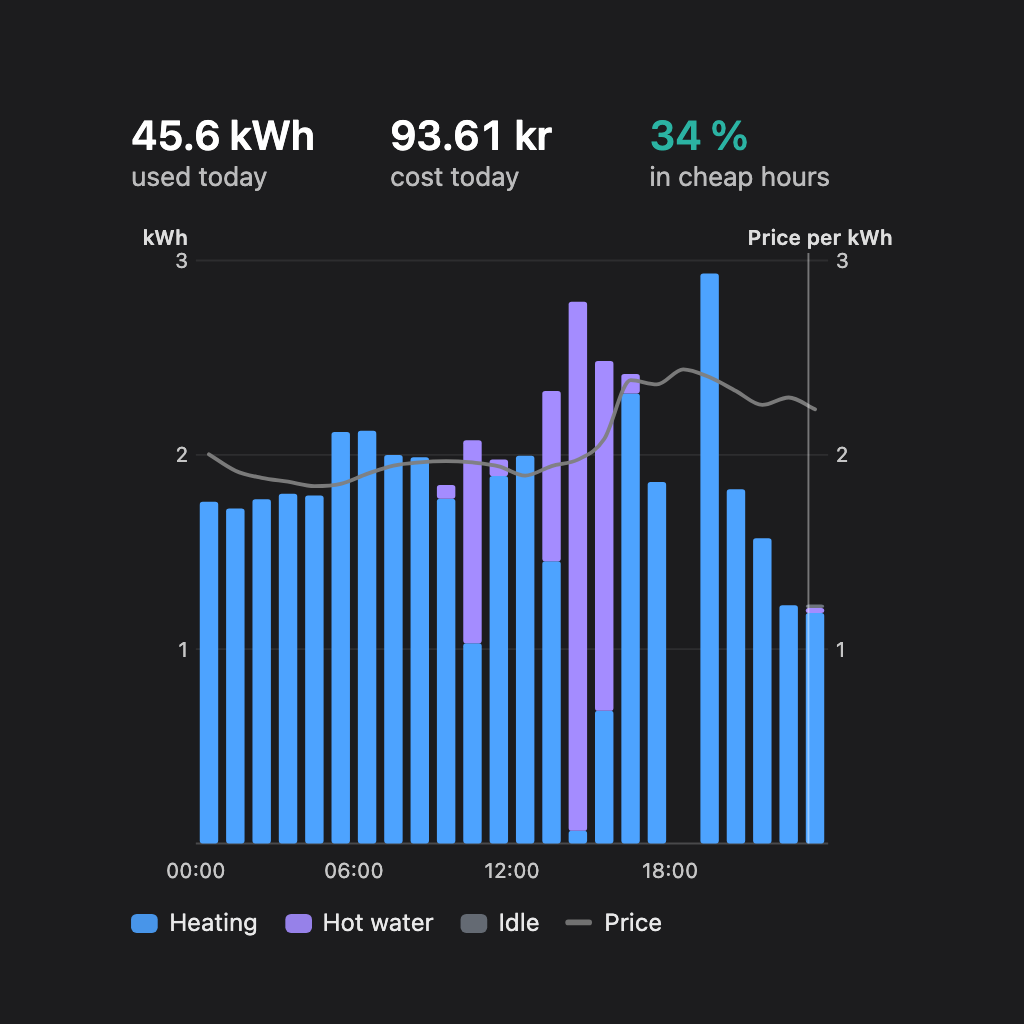 45.6 kWh 93.61 kr 34 %
used today cost today in cheap hours
kWh Price per kWh
3 3
2 2
1 1
00:00 06:00 12:00 18:00
Heating Hot water Idle Price